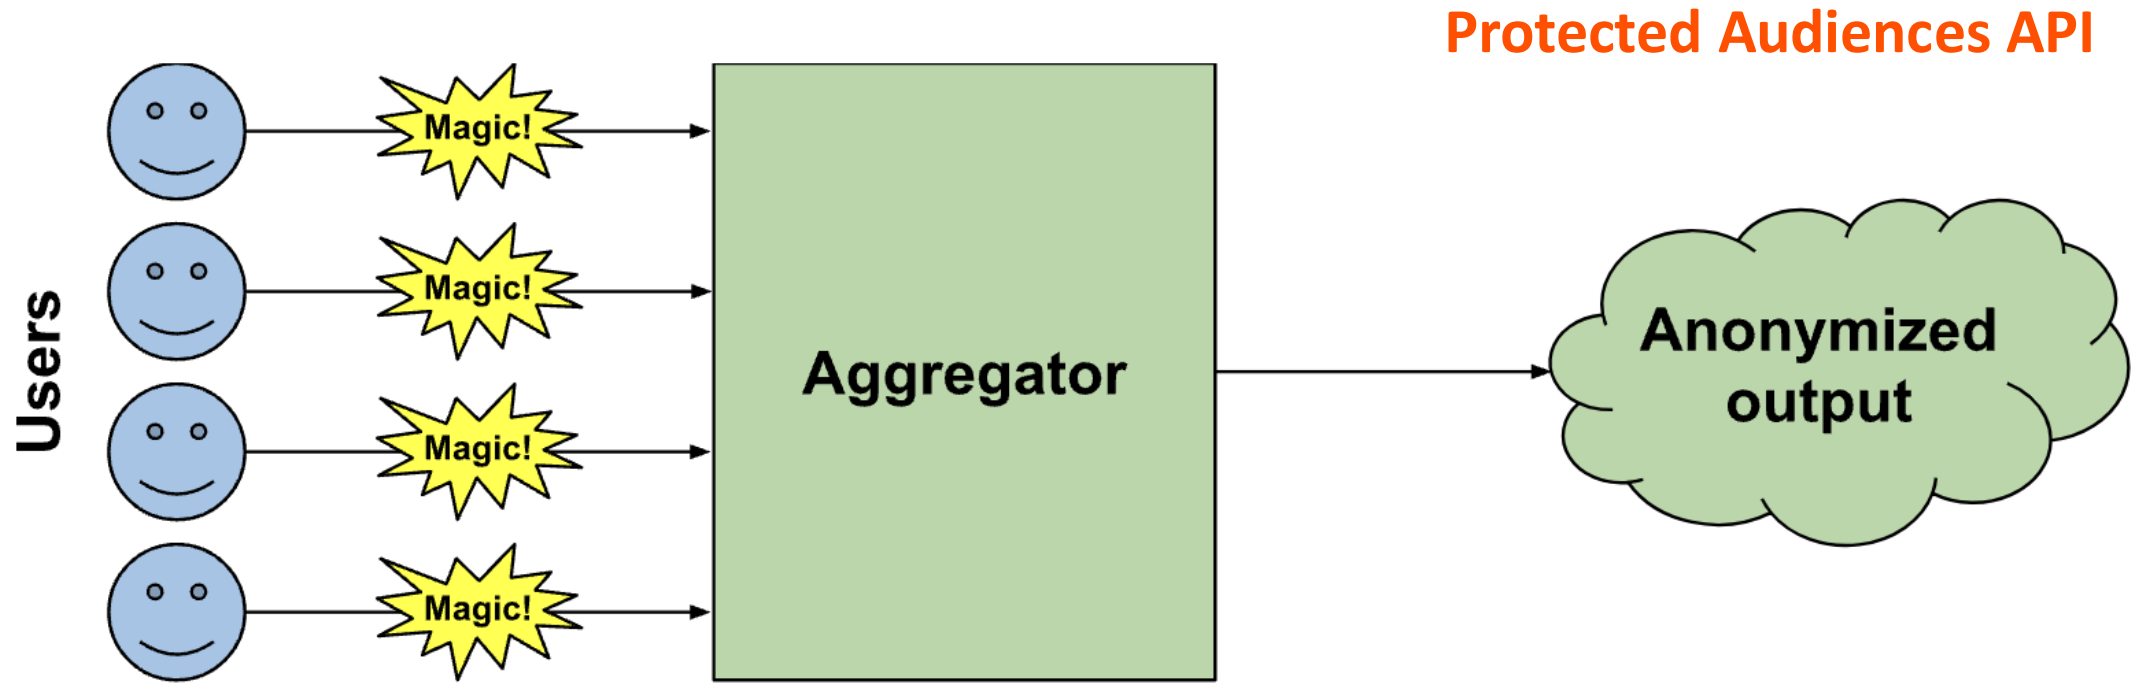 Protected Audiences API
Users
Magic!
Magic!
Magic!
Magic!
Aggregator
Anonymized
output